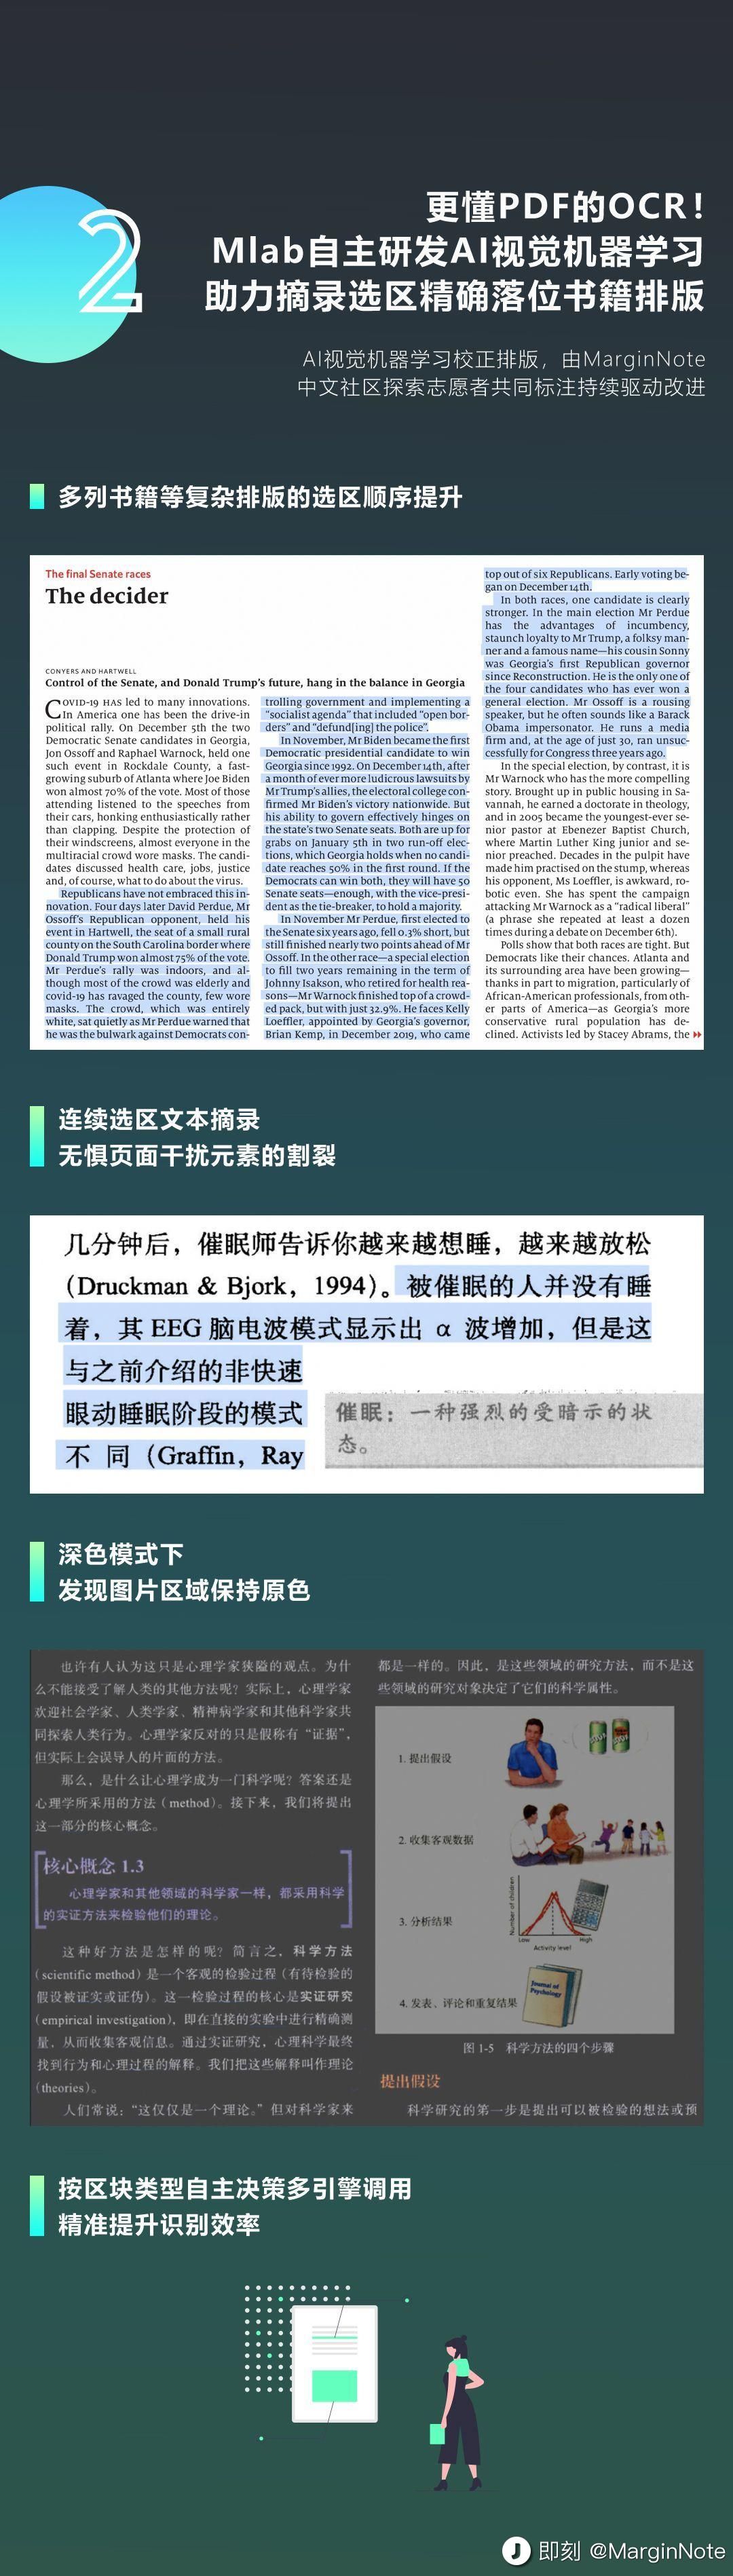 2
更懂PDF的OCR！
Mlab自主研发AI视觉机器学习
助力摘录选区精确落位书籍排版
AI视觉机器学习校正排版，由MarginNote
中文社区探索志愿者共同标注持续驱动改进
多列书籍等复杂排版的选区顺序提升
The final Senate races
The decider
CONYERS AND HARTWELL
Control of the Senate, and Donald Trump's future, hang in the balance in Georgia
COVID-19 HAS led to many innovations.
In America one has been the drive-in
political rally. On December 5th the two
Democratic Senate candidates in Georgia,
Jon Ossoff and Raphael Warnock, held one
such event in Rockdale County, a fast-
growing suburb of Atlanta where Joe Biden
won almost 70% of the vote. Most of those
attending listened to the speeches from
their cars, honking enthusiastically rather
than clapping. Despite the protection of
their windscreens, almost everyone in the
multiracial crowd wore masks. The candi-
dates discussed health care, jobs, justice
and, of course, what to do about the virus.
Republicans have not embraced this in-
novation. Four days later David Perdue, Mr
Ossoff's Republican opponent, held his
event in Hartwell, the seat of a small rural
county on the South Carolina border where
Donald Trump won almost 75% of the vote.
Mr Perdue's rally was indoors, and al-
though most of the crowd was elderly and
covid-19 has ravaged the county, few wore
masks. The crowd, which was entirely
white, sat quietly as Mr Perdue warned that
he was the bulwark against Democrats con-
trolling government and implementing a
"socialist agenda" that included "open bor-
ders" and "defund[ing] the police".
In November, Mr Biden became the first
Democratic presidential candidate to win
Georgia since 1992. On December 14th, after
a month of ever more ludicrous lawsuits by
Mr Trump's allies, the electoral college con-
firmed Mr Biden's victory nationwide. But
his ability to govern effectively hinges on
the state's two Senate seats. Both are up for
grabs on January 5th in two run-off elec-
tions, which Georgia holds when no candi-
date reaches 50% in the first round. If the
Democrats can win both, they will have 50
Senate seats—enough, with the vice-presi-
dent as the tie-breaker, to hold a majority.
In November Mr Perdue, first elected to
the Senate six years ago, fell 0.3% short, but
still finished nearly two points ahead of Mr
Ossoff. In the other race—a special election
to fill two years remaining in the term of
Johnny Isakson, who retired for health rea-
sons—Mr Warnock finished top of a crowd-
ed pack, but with just 32.9%. He faces Kelly
Loeffler, appointed by Georgia's governor,
Brian Kemp, in December 2019, who came
top out of six Republicans. Early voting be-
gan on December 14th.
In both races, one candidate is clearly
stronger. In the main election Mr Perdue
has the advantages of incumbency,
staunch loyalty to Mr Trump, a folksy man-
ner and a famous name—his cousin Sonny
was Georgia's first Republican governor
since Reconstruction. He is the only one of
the four candidates who has ever won a
general election. Mr Ossoff is a rousing
speaker, but he often sounds like a Barack
Obama impersonator. He runs a media
firm and, at the age of just 30, ran unsuc-
cessfully for Congress three years ago.
In the special election, by contrast, it is
Mr Warnock who has the more compelling
story. Brought up in public housing in Sa-
vannah, he earned a doctorate in theology,
and in 2005 became the youngest-ever se-
nior pastor at Ebenezer Baptist Church,
where Martin Luther King junior and se-
nior preached. Decades in the pulpit have
made him practised on the stump, whereas
his opponent, Ms Loeffler, is awkward, ro-
botic even. She has spent the campaign
attacking Mr Warnock as a "radical liberal"
(a phrase she repeated at least a dozen
times during a debate on December 6th).
Polls show that both races are tight. But
Democrats like their chances. Atlanta and
its surrounding area have been growing—
thanks in part to migration, particularly of
African-American professionals, from oth-
er parts of America—as Georgia's more
conservative rural population has de-
clined. Activists led by Stacey Abrams, the
连续选区文本摘录
无惧页面干扰元素的割裂
几分钟后，催眠师告诉你越来越想睡，越来越放松
（Druckman & Bjork，1994）。被催眠的人并没有睡
着，其 EEG 脑电波模式显示出 α 波增加，但是这
与之前介绍的非快速
眼动睡眠阶段的模式
不 同（Graffin，Ray
催眠：一种强烈的受暗示的状
态。
深色模式下
发现图片区域保持原色
也许有人认为这只是心理学家狭隘的观点。为什
么不能接受了解人类的其他方法呢？实际上，心理学家
欢迎社会学家、人类学家、精神病学家和其他科学家共
同探索人类行为。心理学家反对的只是假称有“证据”，
但实际上会误导人的片面的方法。
那么，是什么让心理学成为一门科学呢？答案还是
心理学所采用的方法（method）。接下来，我们将提出
这一部分的核心概念。
核心概念 1.3
心理学家和其他领域的科学家一样，都采用科学
的实证方法来检验他们的理论。
这种好方法是怎样的呢？简言之，科学方法
（scientific method）是一个客观的检验过程（有待检验的
假设被证实或证伪）。这一检验过程的核心是实证研究
（empirical investigation），即在直接的实验中进行精确测
量，从而收集客观信息。通过实证研究，心理科学最终
找到行为和心理过程的解释。我们把这些解释叫作理论
（theories）。
人们常说：“这仅仅是一个理论。”但对科学家来
都是一样的。因此，是这些领域的研究方法，而不是这
些领域的研究对象决定了它们的科学属性。
1. 提出假设
2. 收集客观数据
3. 分析结果
Number of children
Low
High
Activity level
4. 发表、评论和重复结果
Journal of
Psychology
图 1-5 科学方法的四个步骤
提出假设
科学研究的第一步是提出可以被检验的想法或预
按区块类型自主决策多引擎调用
精准提升识别效率
即刻 @MarginNote